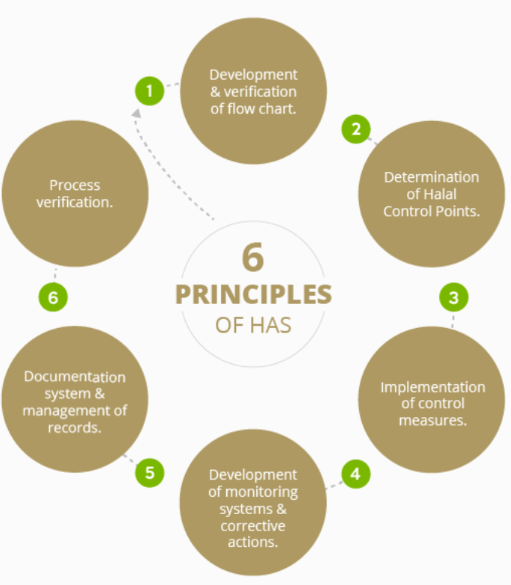 6
PRINCIPLES
OF HAS
1
Development
& verification
of flow chart.
2
Determination
of Halal
Control Points.
3
Implementation
of control
measures.
4
Development
of monitoring
systems &
corrective
actions.
5
Documentation
system &
management of
records.
6
Process
verification.